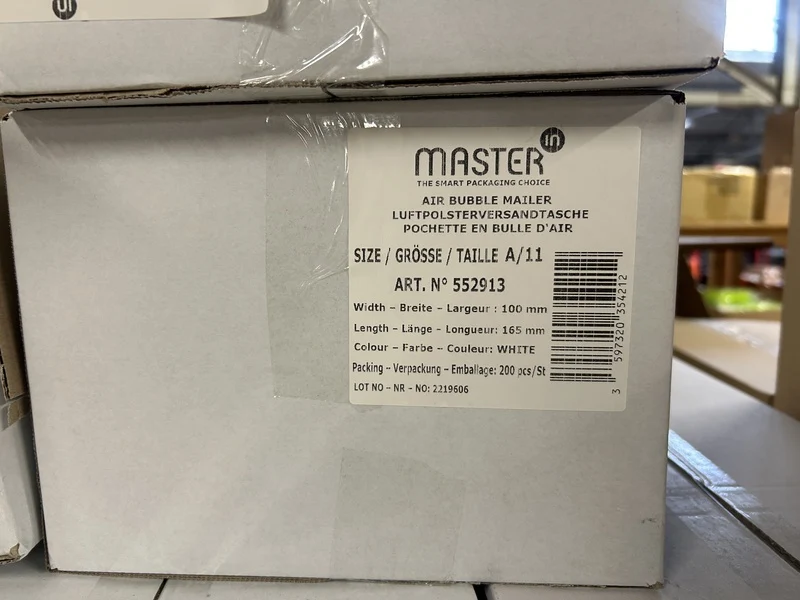 in
MASTER in
THE SMART PACKAGING CHOICE
AIR BUBBLE MAILER
LUFTPOLSTERVERSANDTASCHE
POCHETTE EN BULLE D'AIR
SIZE / GRÖSSE / TAILLE A/11
ART. N° 552913
Width – Breite – Largeur : 100 mm
Length – Länge – Longueur: 165 mm
Colour – Farbe – Couleur: WHITE
Packing – Verpackung – Emballage: 200 pcs/St
LOT NO – NR – NO: 2219606
3 597320 354212